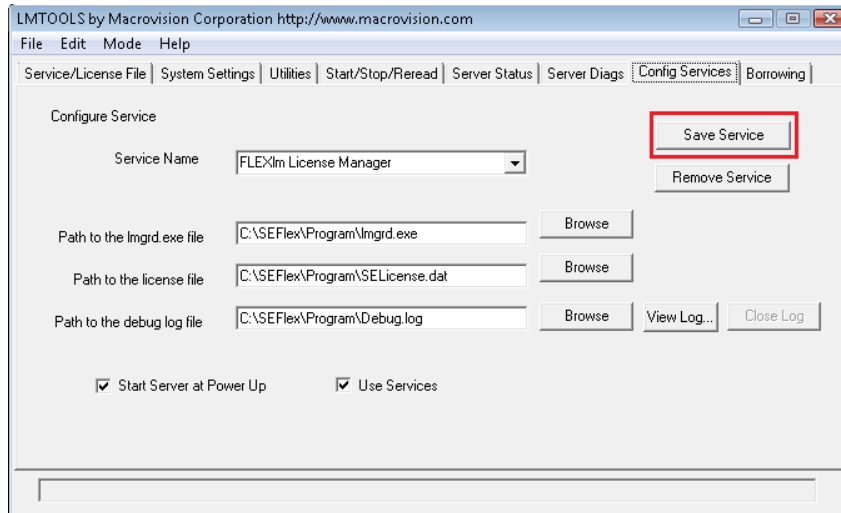 LMTOOLS by Macrovision Corporation http://www.macrovision.com
File Edit Mode Help
Service/License File System Settings Utilities Start/Stop/Reread Server Status Server Diags Config Services Borrowing
Configure Service
Save Service
Service Name FLEXlm License Manager
Remove Service
Path to the lmgrd.exe file C:\SEFlex\Program\lmgrd.exe Browse
Path to the license file C:\SEFlex\Program\SELicense.dat Browse
Path to the debug log file C:\SEFlex\Program\Debug.log Browse View Log... Close Log
Start Server at Power Up Use Services